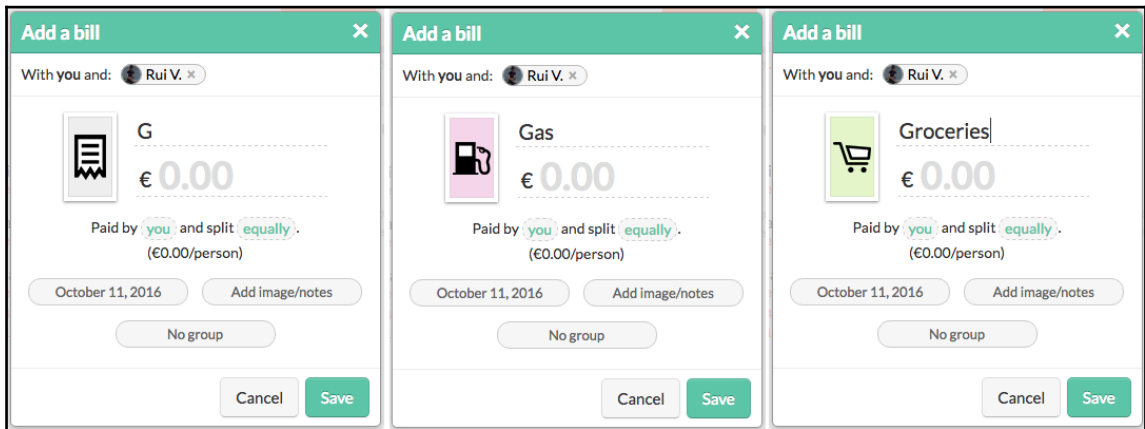 Add a bill ×
With you and: Rui V. ×
G
€ 0.00
Paid by you and split equally.
(€0.00/person)
October 11, 2016 Add image/notes
No group
Cancel Save
Add a bill ×
With you and: Rui V. ×
Gas
€ 0.00
Paid by you and split equally.
(€0.00/person)
October 11, 2016 Add image/notes
No group
Cancel Save
Add a bill ×
With you and: Rui V. ×
Groceries
€ 0.00
Paid by you and split equally.
(€0.00/person)
October 11, 2016 Add image/notes
No group
Cancel Save